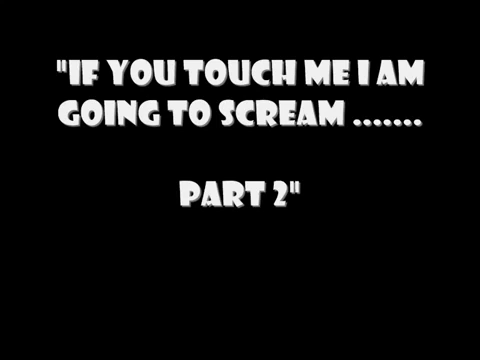 "IF YOU TOUCH ME I AM
GOING TO SCREAM .......
PART 2"